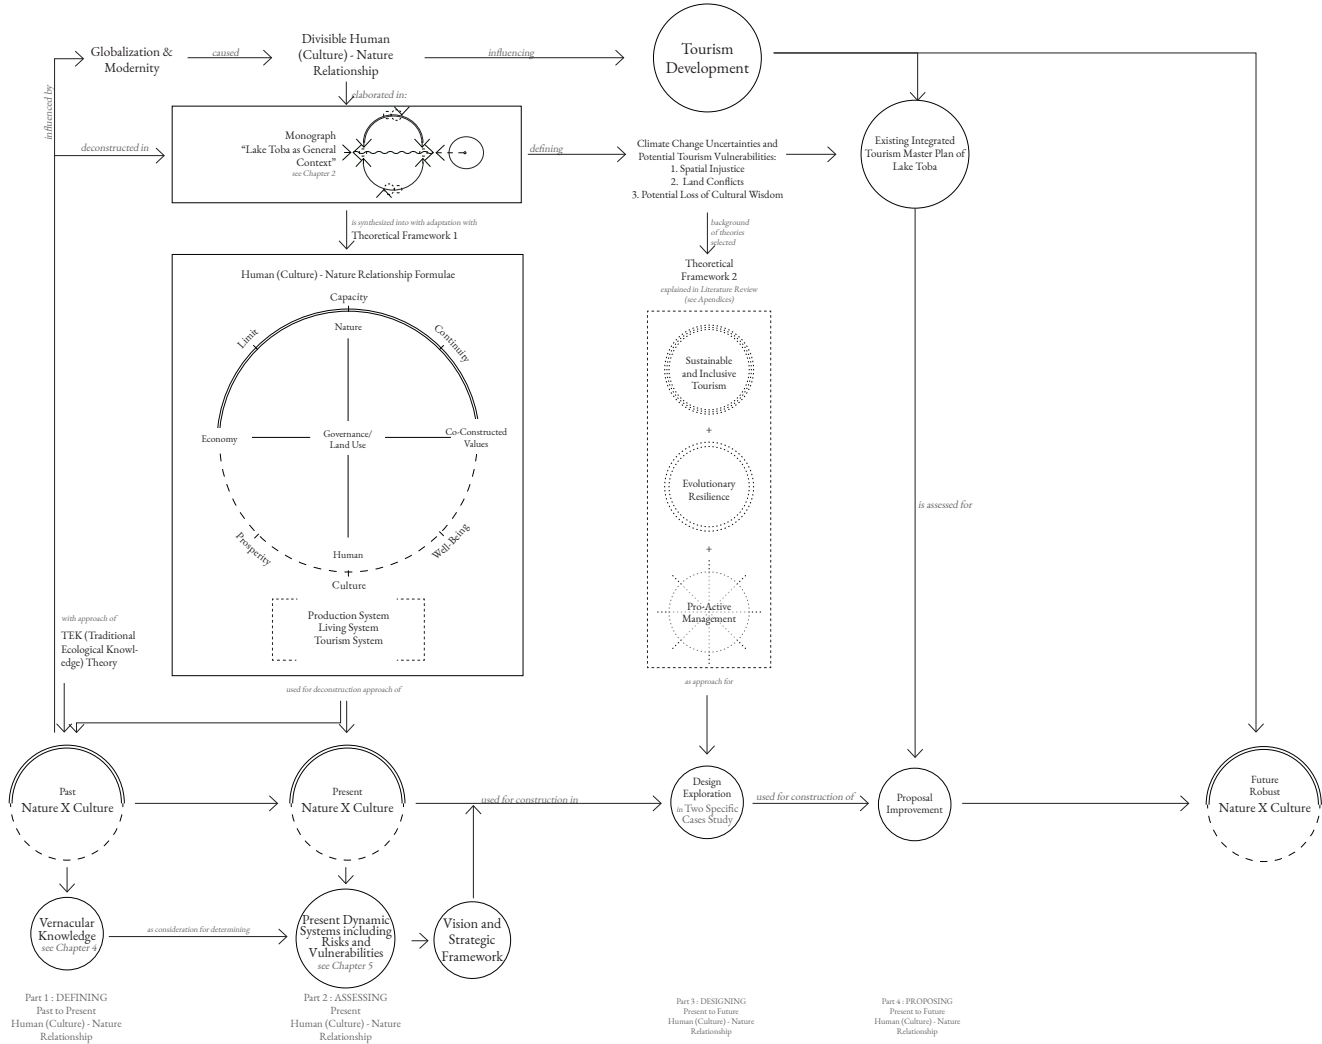 Globalization &
Modernity
caused
Divisible Human
(Culture) - Nature
Relationship
influencing
Tourism
Development
influenced by
elaborated in:
deconstructed in
Monograph
“Lake Toba as General
Context”
see Chapter 2
defining
Climate Change Uncertainties and
Potential Tourism Vulnerabilities:
1. Spatial Injustice
2. Land Conflicts
3. Potential Loss of Cultural Wisdom
Existing Integrated
Tourism Master Plan of
Lake Toba
is synthesized into with adaptation with
Theoretical Framework 1
background
of theories
selected
Theoretical
Framework 2
explained in Literature Review
(see Apendices)
Human (Culture) - Nature Relationship Formulae
Capacity
Limit
Continuity
Nature
Economy
Governance/
Land Use
Co-Constructed
Values
Prosperity
Well-Being
Human
Culture
Production System
Living System
Tourism System
Sustainable
and Inclusive
Tourism
+
Evolutionary
Resilience
+
Pro-Active
Management
is assessed for
with approach of
TEK (Traditional
Ecological Knowl-
edge) Theory
used for deconstruction approach of
as approach for
Past
Nature X Culture
Present
Nature X Culture
used for construction in
Design
Exploration
in Two Specific
Cases Study
used for construction of
Proposal
Improvement
Future
Robust
Nature X Culture
Vernacular
Knowledge
see Chapter 4
as consideration for determining
Present Dynamic
Systems including
Risks and
Vulnerabilities
see Chapter 5
Vision and
Strategic
Framework
Part 1 : DEFINING
Past to Present
Human (Culture) - Nature
Relationship
Part 2 : ASSESSING
Present
Human (Culture) - Nature
Relationship
Part 3 : DESIGNING
Present to Future
Human (Culture) - Nature
Relationship
Part 4 : PROPOSING
Present to Future
Human (Culture) - Nature
Relationship